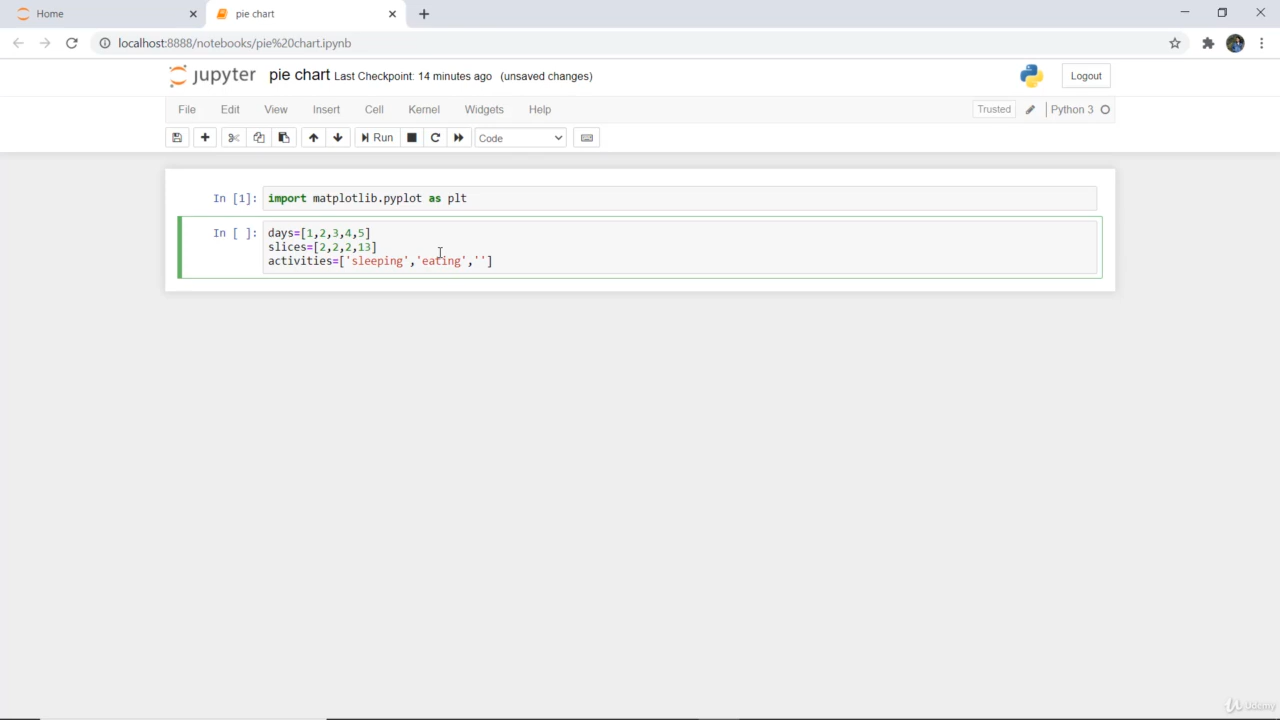 Home
pie chart
localhost:8888/notebooks/pie%20chart.ipynb
jupyter pie chart Last Checkpoint: 14 minutes ago (unsaved changes)
Logout
File Edit View Insert Cell Kernel Widgets Help
Trusted Python 3
Run Code
In [1]: import matplotlib.pyplot as plt
In [ ]: days=[1,2,3,4,5]
slices=[2,2,2,13]
activities=['sleeping','eating','']
Udemy